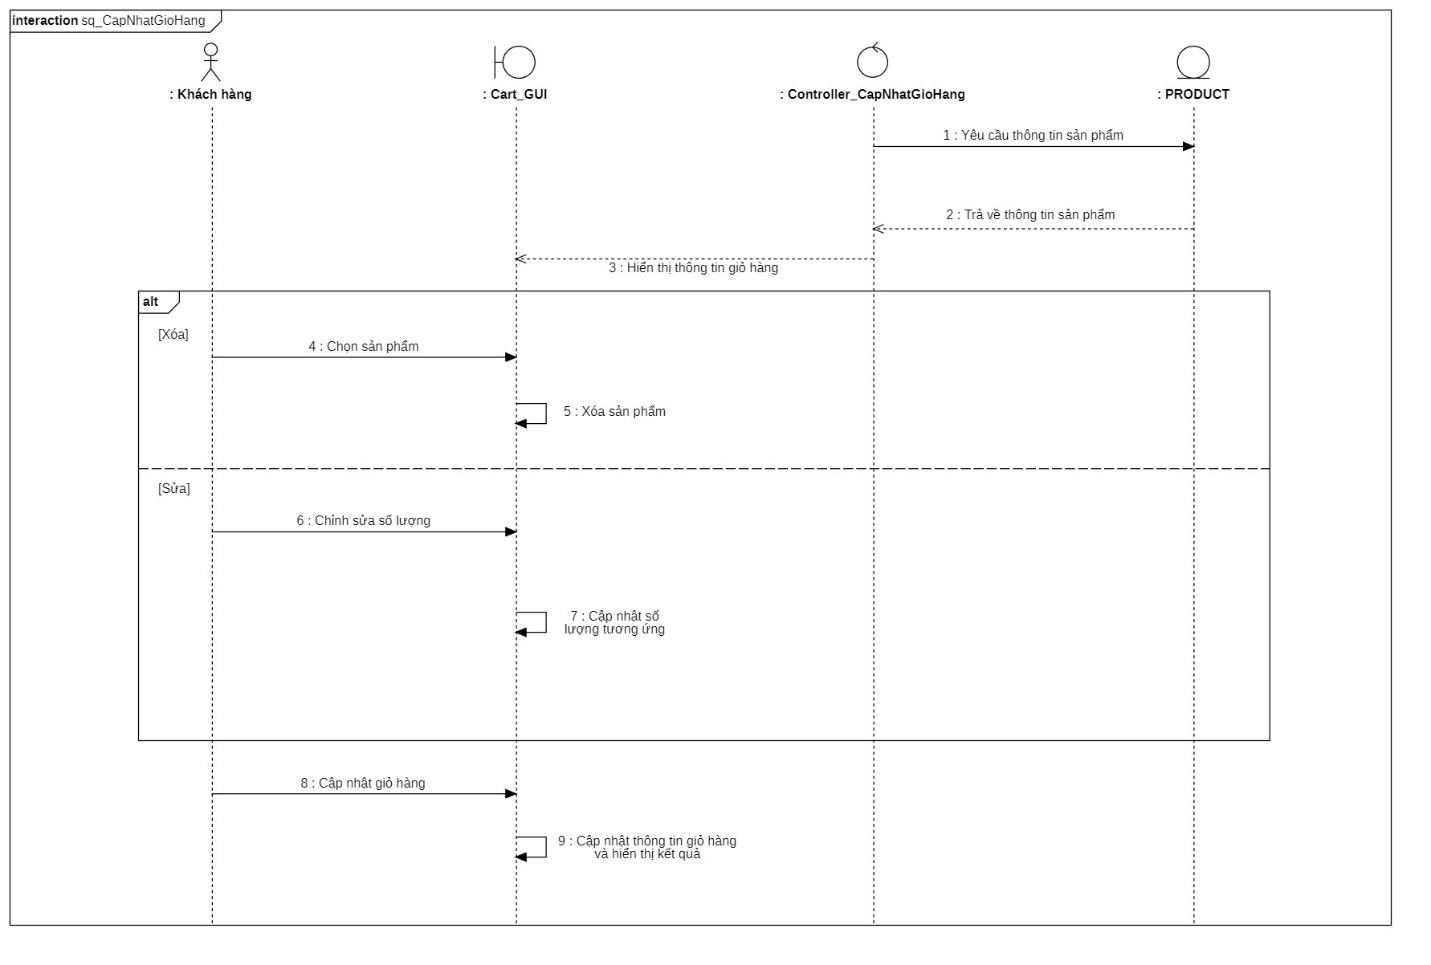 interaction sq_CapNhatGioHang
: Khách hàng
: Cart_GUI
: Controller_CapNhatGioHang
: PRODUCT
1 : Yêu cầu thông tin sản phẩm
2 : Trả về thông tin sản phẩm
3 : Hiển thị thông tin giỏ hàng
alt
[Xóa]
4 : Chọn sản phẩm
5 : Xóa sản phẩm
[Sửa]
6 : Chỉnh sửa số lượng
7 : Cập nhật số
lượng tương ứng
8 : Cập nhật giỏ hàng
9 : Cập nhật thông tin giỏ hàng
và hiển thị kết quả